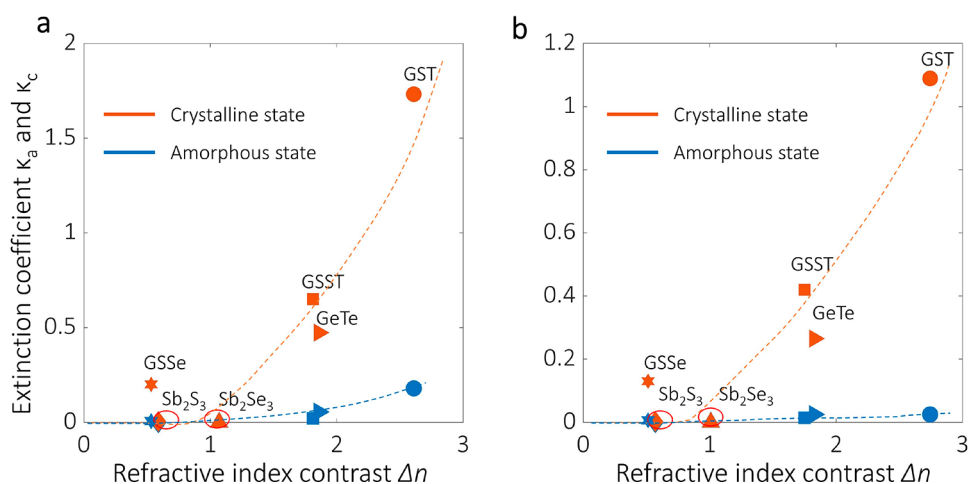 a
Extinction coefficient κa and κc
2
1.5
1
0.5
0
0
1
2
3
Crystalline state
Amorphous state
GST
GSST
GeTe
GSSe
Sb2S3
Sb2Se3
Refractive index contrast Δn
b
1.2
1
0.8
0.6
0.4
0.2
0
0
1
2
3
Crystalline state
Amorphous state
GST
GSST
GeTe
GSSe
Sb2S3
Sb2Se3
Refractive index contrast Δn